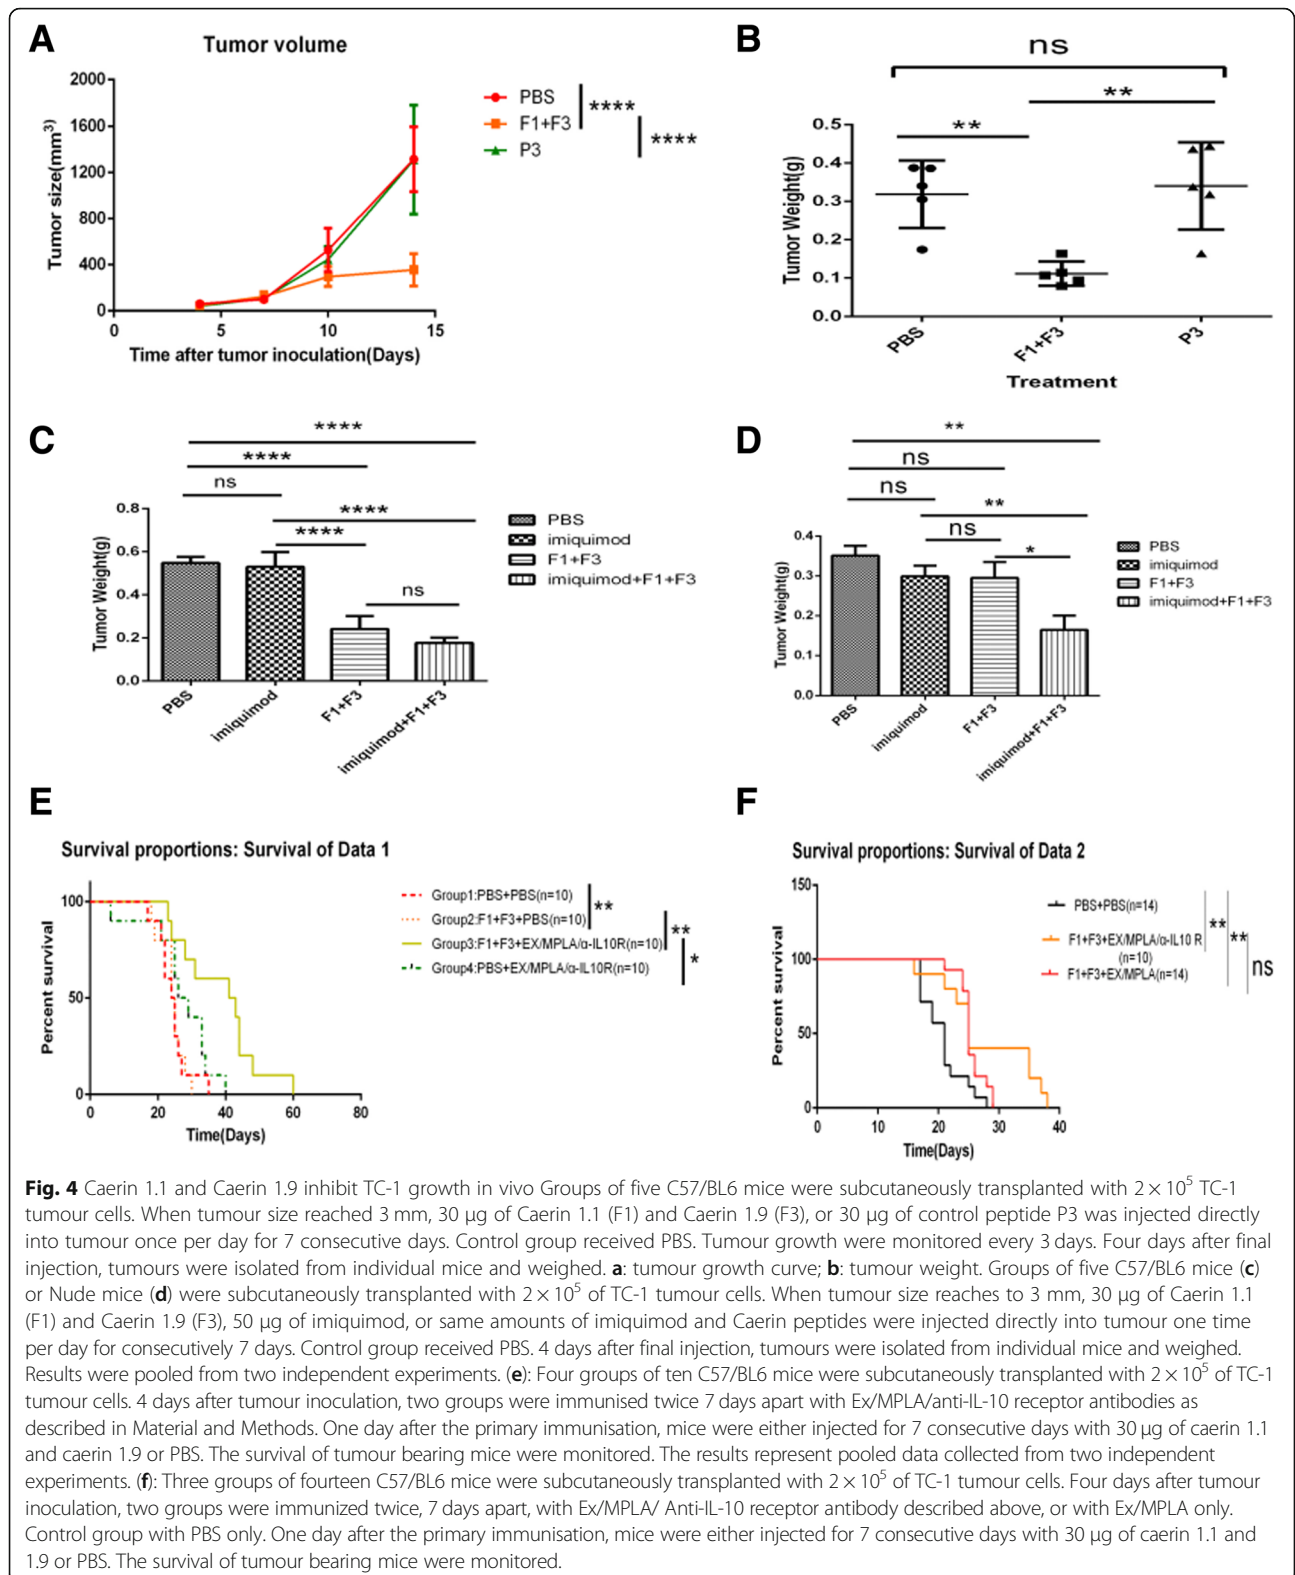 A
Tumor volume
Tumor size(mm³)
2000
1600
1200
800
400
0
0
5
10
15
Time after tumor inoculation(Days)
PBS
F1+F3
P3
****
****
B
ns
**
**
Tumor Weight(g)
0.5
0.4
0.3
0.2
0.1
0.0
PBS
F1+F3
P3
Treatment
C
****
****
ns
****
****
ns
Tumor Weight(g)
0.8
0.6
0.4
0.2
0.0
PBS
imiquimod
F1+F3
imiquimod+F1+F3
PBS
imiquimod
F1+F3
imiquimod+F1+F3
D
**
ns
ns
**
ns
*
Tumor Weight(g)
0.4
0.3
0.2
0.1
0.0
PBS
imiquimod
F1+F3
imiquimod+F1+F3
PBS
imiquimod
F1+F3
imiquimod+F1+F3
E
Survival proportions: Survival of Data 1
Percent survival
100
50
0
0
20
40
60
80
Time(Days)
Group1:PBS+PBS(n=10)
Group2:F1+F3+PBS(n=10)
Group3:F1+F3+EX/MPLA/α-IL10R(n=10)
Group4:PBS+EX/MPLA/α-IL10R(n=10)
**
**
*
F
Survival proportions: Survival of Data 2
Percent survival
150
100
50
0
0
10
20
30
40
Time(Days)
PBS+PBS(n=14)
F1+F3+EX/MPLA/α-IL10 R
(n=10)
F1+F3+EX/MPLA(n=14)
**
**
ns
Fig. 4 Caerin 1.1 and Caerin 1.9 inhibit TC-1 growth in vivo Groups of five C57/BL6 mice were subcutaneously transplanted with 2 × 10⁵ TC-1
tumour cells. When tumour size reached 3 mm, 30 μg of Caerin 1.1 (F1) and Caerin 1.9 (F3), or 30 μg of control peptide P3 was injected directly
into tumour once per day for 7 consecutive days. Control group received PBS. Tumour growth were monitored every 3 days. Four days after final
injection, tumours were isolated from individual mice and weighed. a: tumour growth curve; b: tumour weight. Groups of five C57/BL6 mice (c)
or Nude mice (d) were subcutaneously transplanted with 2 × 10⁵ of TC-1 tumour cells. When tumour size reaches to 3 mm, 30 μg of Caerin 1.1
(F1) and Caerin 1.9 (F3), 50 μg of imiquimod, or same amounts of imiquimod and Caerin peptides were injected directly into tumour one time
per day for consecutively 7 days. Control group received PBS. 4 days after final injection, tumours were isolated from individual mice and weighed.
Results were pooled from two independent experiments. (e): Four groups of ten C57/BL6 mice were subcutaneously transplanted with 2 × 10⁵ of TC-1
tumour cells. 4 days after tumour inoculation, two groups were immunised twice 7 days apart with Ex/MPLA/anti-IL-10 receptor antibodies as
described in Material and Methods. One day after the primary immunisation, mice were either injected for 7 consecutive days with 30 μg of caerin 1.1
and caerin 1.9 or PBS. The survival of tumour bearing mice were monitored. The results represent pooled data collected from two independent
experiments. (f): Three groups of fourteen C57/BL6 mice were subcutaneously transplanted with 2 × 10⁵ of TC-1 tumour cells. Four days after tumour
inoculation, two groups were immunized twice, 7 days apart, with Ex/MPLA/ Anti-IL-10 receptor antibody described above, or with Ex/MPLA only.
Control group with PBS only. One day after the primary immunisation, mice were either injected for 7 consecutive days with 30 μg of caerin 1.1 and
1.9 or PBS. The survival of tumour bearing mice were monitored.